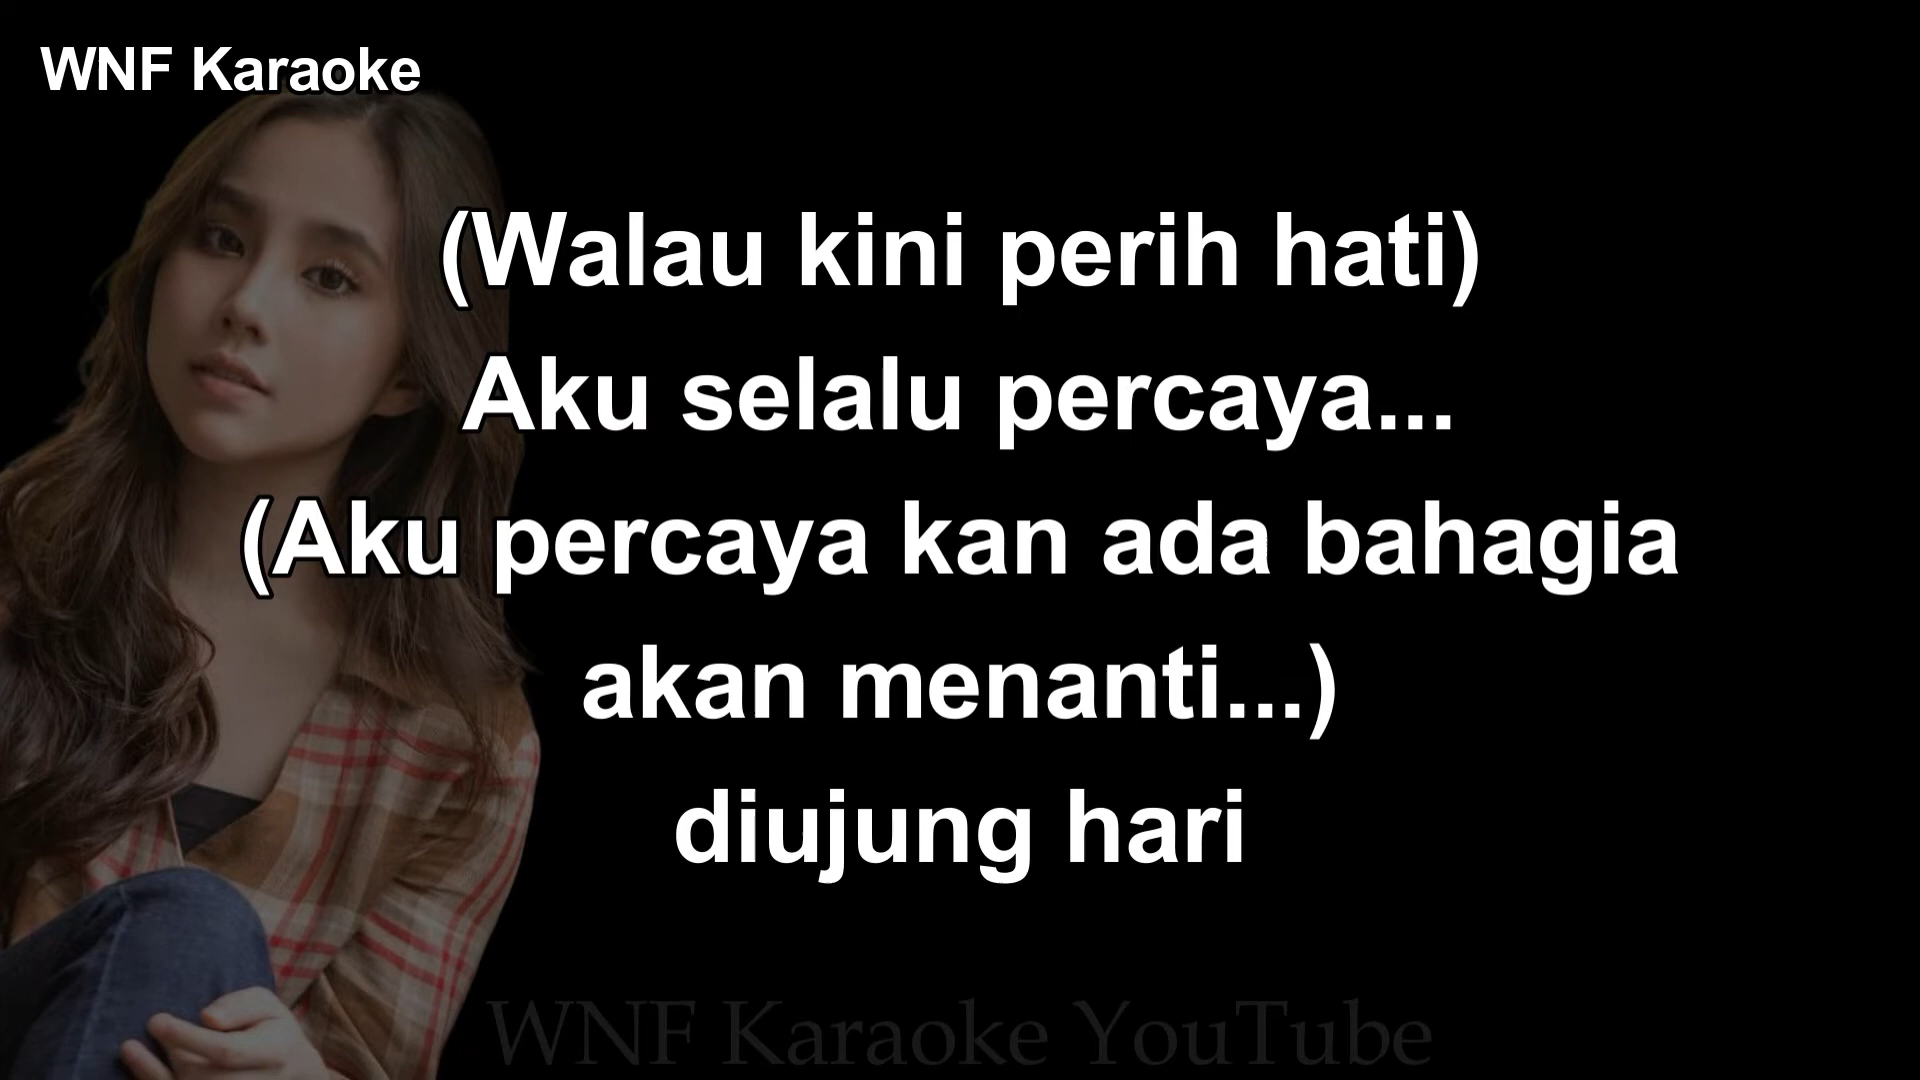 WNF Karaoke
(Walau kini perih hati)
Aku selalu percaya...
(Aku percaya kan ada bahagia
akan menanti...)
diujung hari
WNF Karaoke YouTube